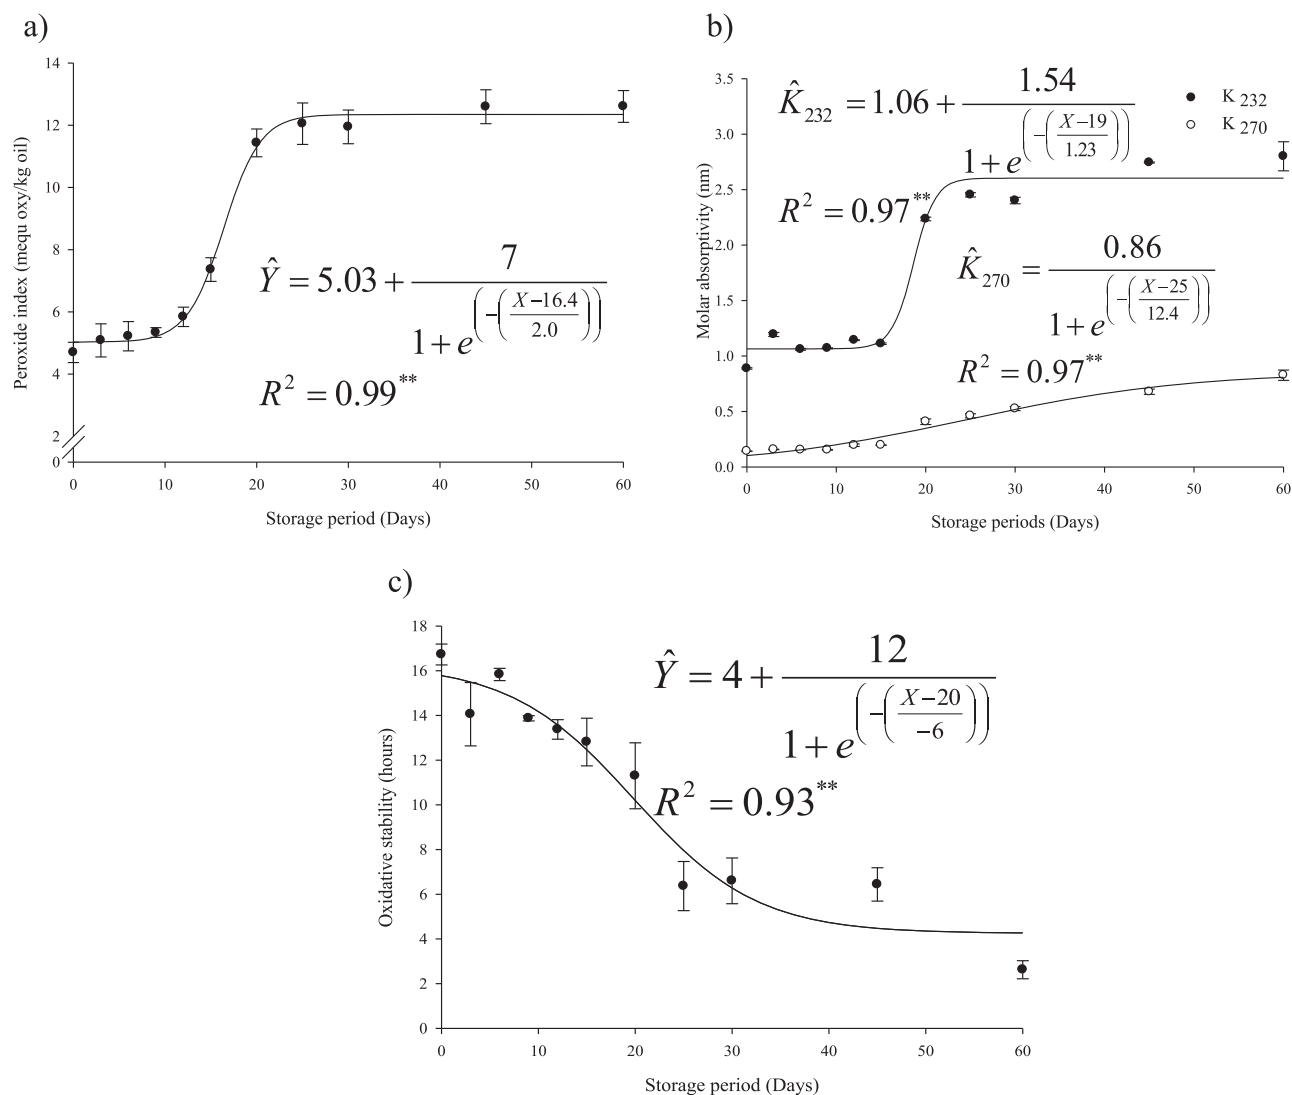 a)
14
12
10
8
6
4
2
0
Peroxide index (mequ oxy/kg oil)
Ŷ = 5.03 + 7 / (1 + e^(-((X-16.4)/2.0)))
R² = 0.99**
0 10 20 30 40 50 60
Storage period (Days)
b)
3.5
3.0
2.5
2.0
1.5
1.0
0.5
0.0
Molar absorptivity (nm)
K̂232 = 1.06 + 1.54 / (1 + e^(-((X-19)/1.23)))
R² = 0.97**
K 232
K 270
K̂270 = 0.86 / (1 + e^(-((X-25)/12.4)))
R² = 0.97**
0 10 20 30 40 50 60
Storage periods (Days)
c)
18
16
14
12
10
8
6
4
2
0
Oxidative stability (hours)
Ŷ = 4 + 12 / (1 + e^(-((X-20)/-6)))
R² = 0.93**
0 10 20 30 40 50 60
Storage period (Days)